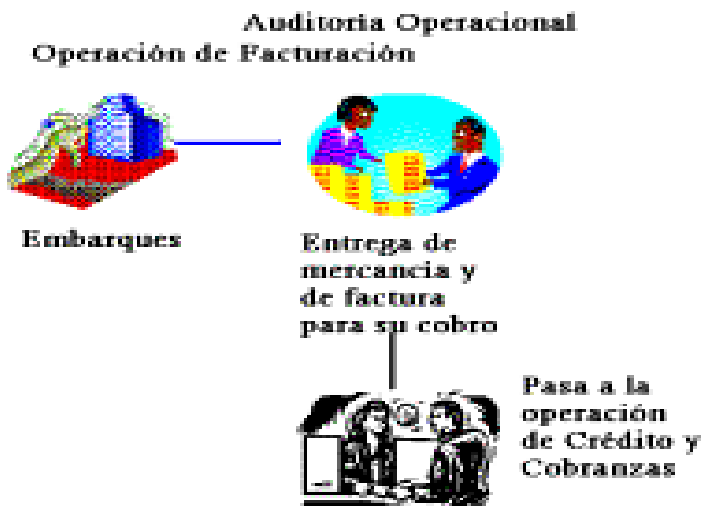 Auditoria Operacional
Operación de Facturación
Embarques
Entrega de
mercancia y
de factura
para su cobro
Pasa a la
operación
de Crédito y
Cobranzas